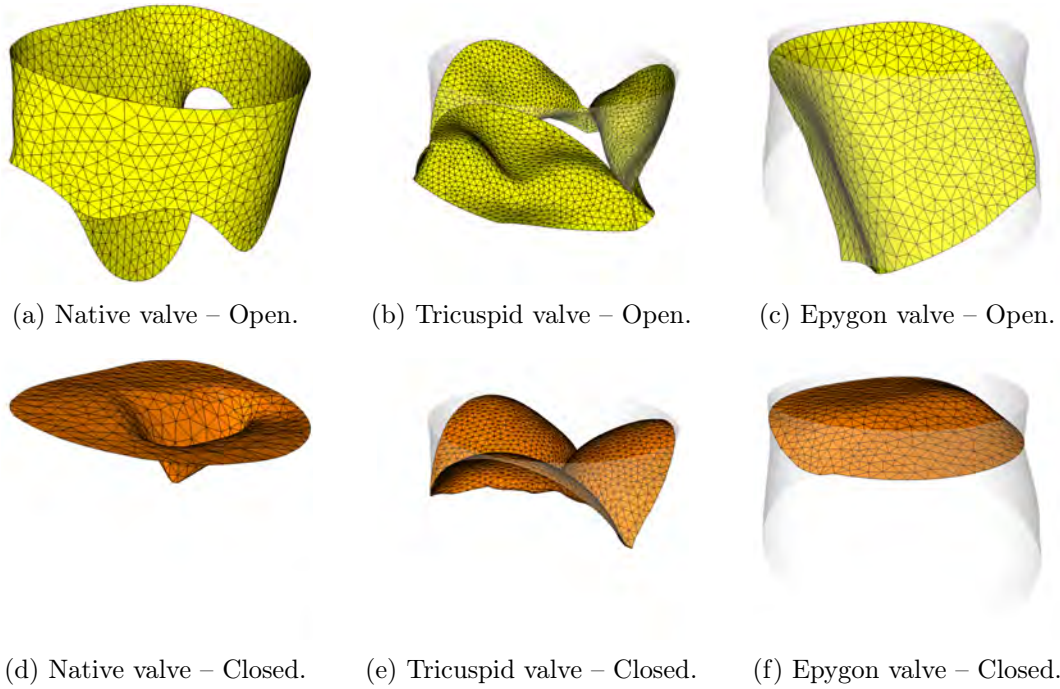 (a) Native valve – Open.
(b) Tricuspid valve – Open.
(c) Epygon valve – Open.
(d) Native valve – Closed.
(e) Tricuspid valve – Closed.
(f) Epygon valve – Closed.